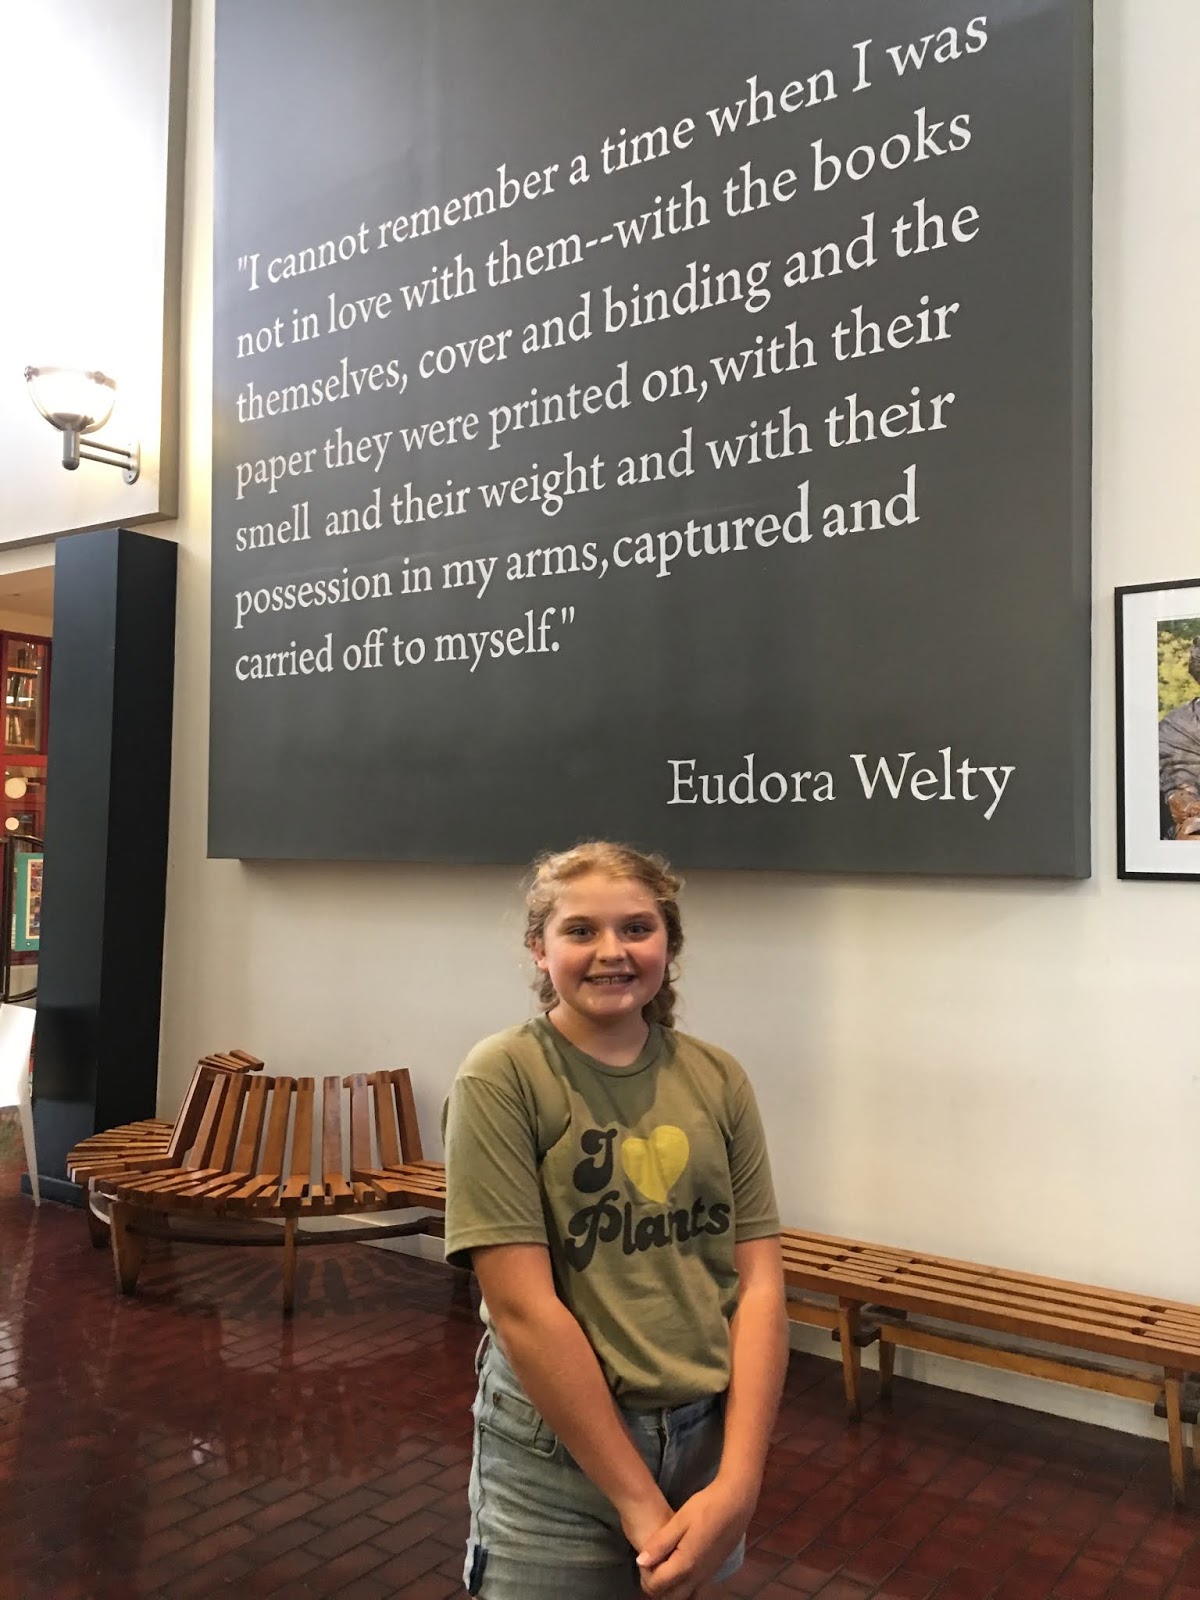 "I cannot remember a time when I was
not in love with them--with the books
themselves, cover and binding and the
paper they were printed on,with their
smell and their weight and with their
possession in my arms,captured and
carried off to myself."
Eudora Welty
I
Plants